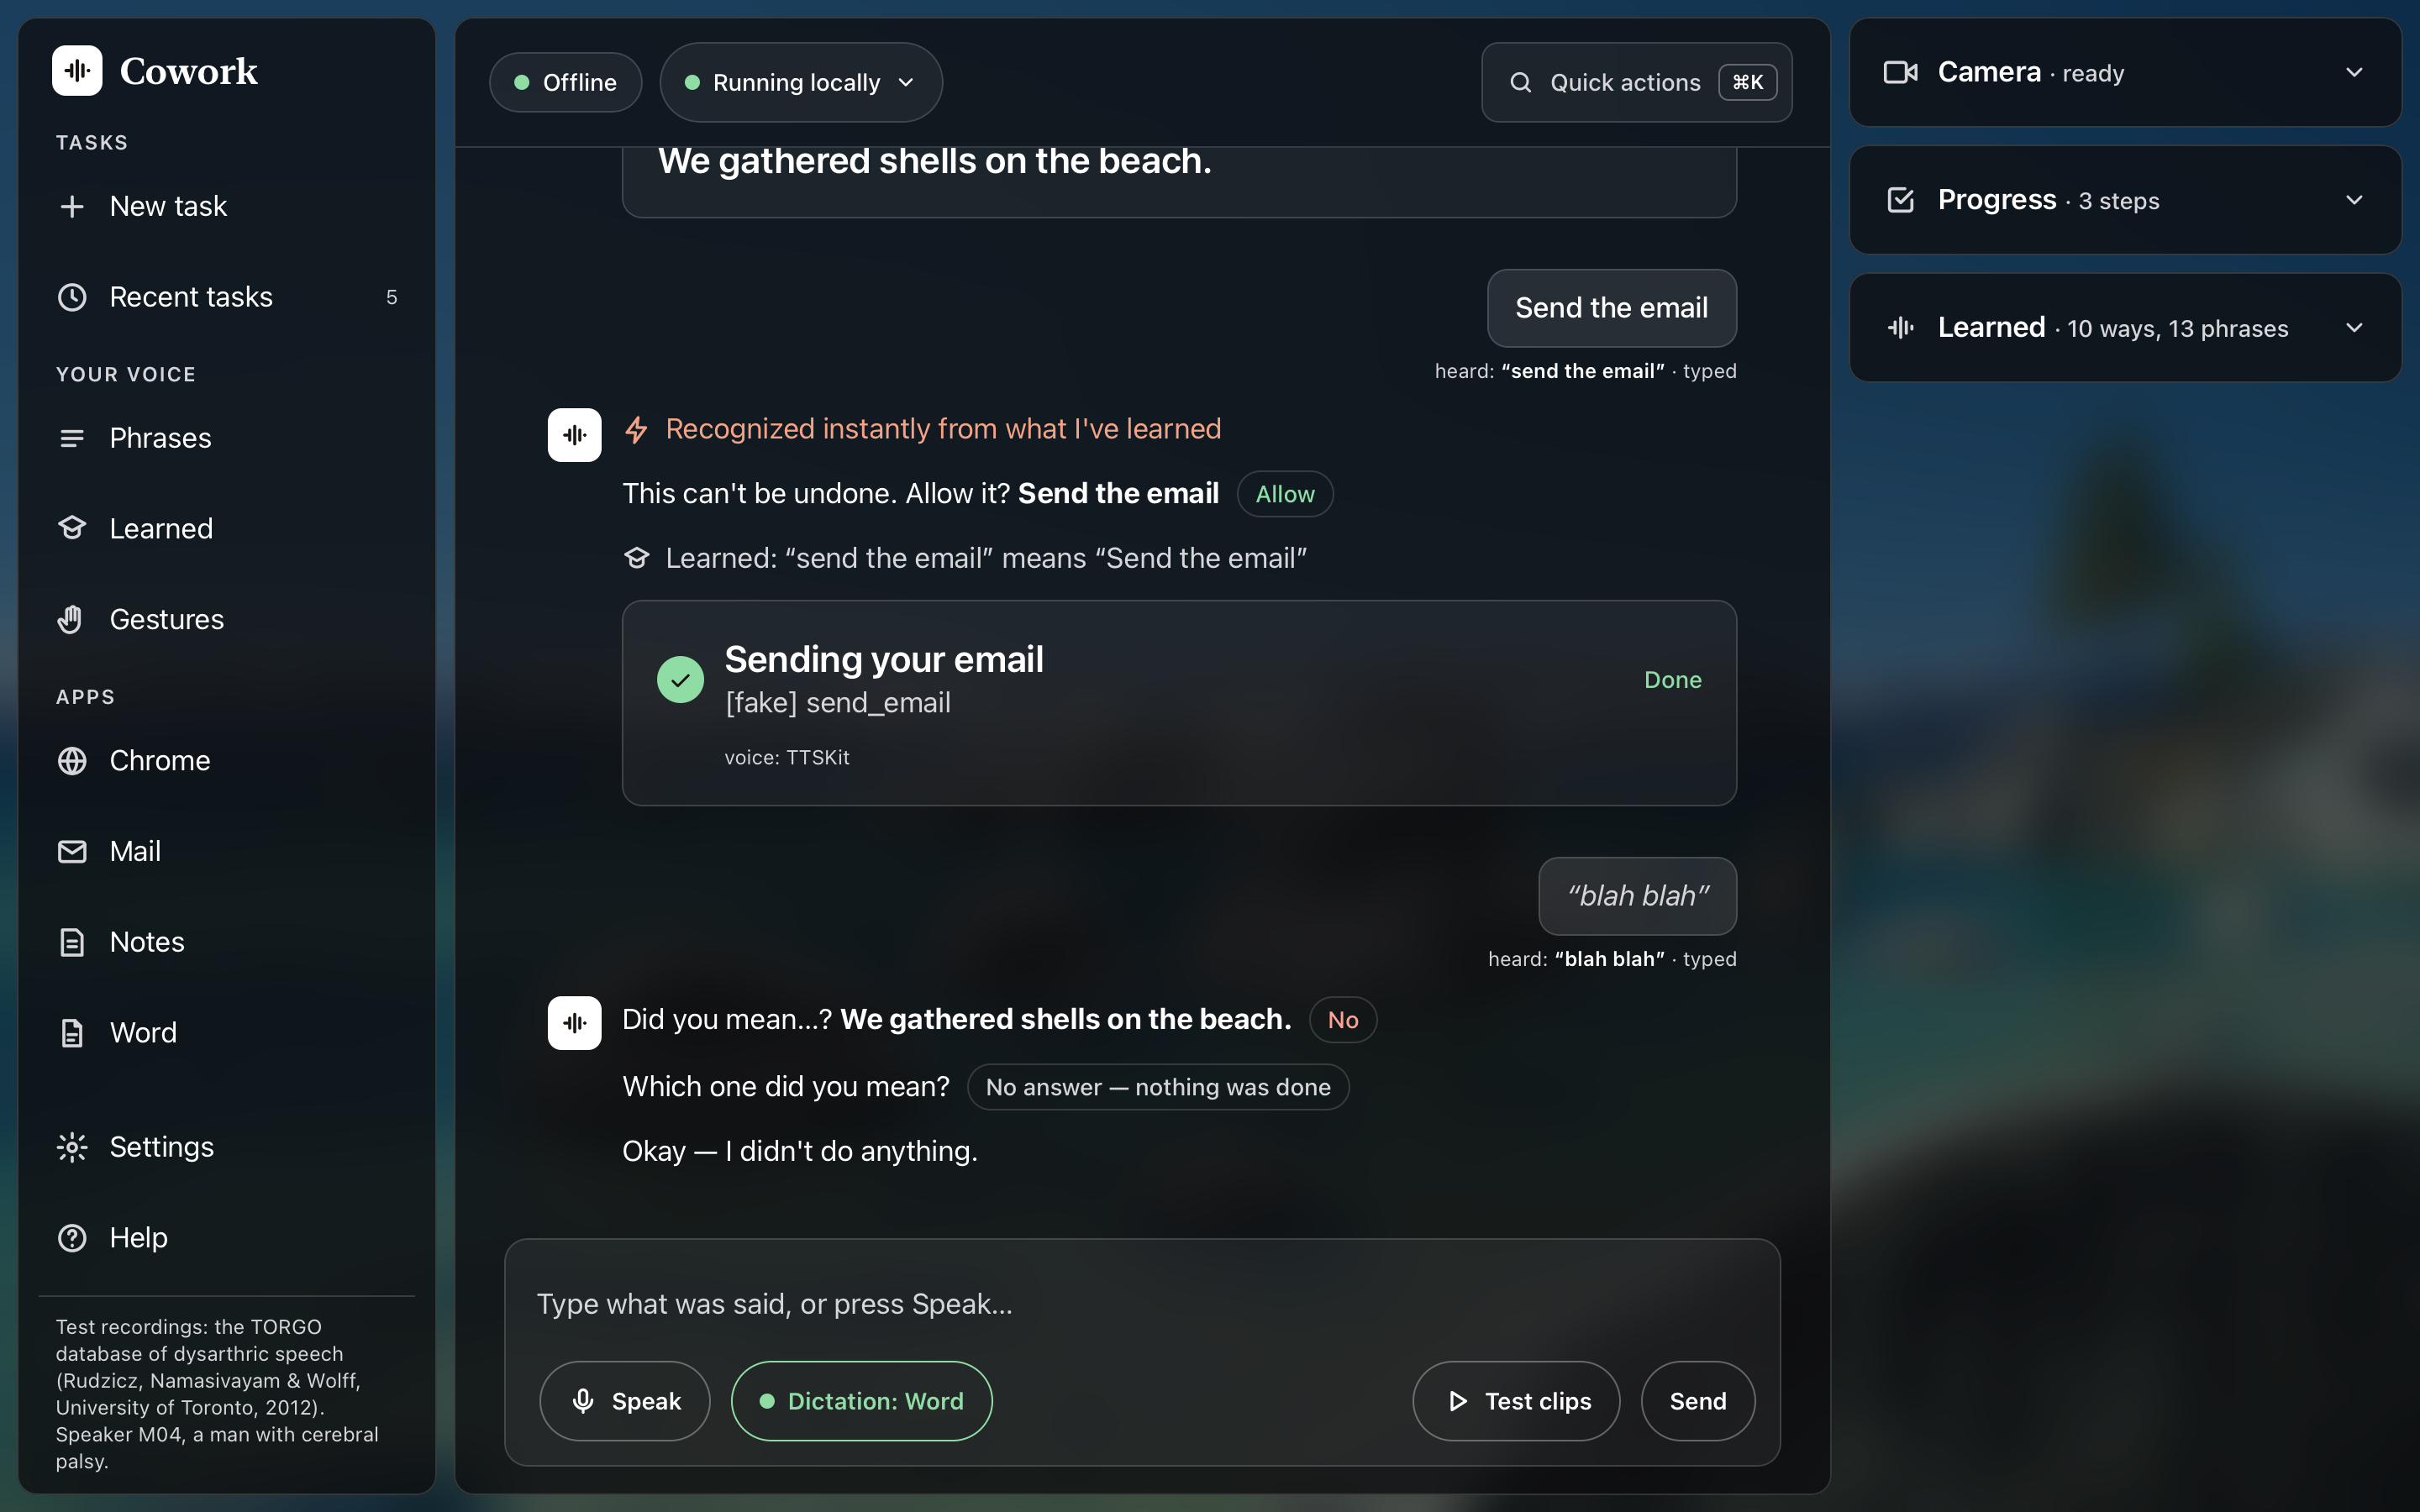 Cowork
TASKS
New task
Recent tasks 5
YOUR VOICE
Phrases
Learned
Gestures
APPS
Chrome
Mail
Notes
Word
Settings
Help
Test recordings: the TORGO
database of dysarthric speech
(Rudzicz, Namasivayam & Wolff,
University of Toronto, 2012).
Speaker M04, a man with cerebral
palsy.
Offline
Running locally
Quick actions ⌘K
We gathered shells on the beach.
Send the email
heard: “send the email” · typed
Recognized instantly from what I've learned
This can't be undone. Allow it? Send the email Allow
Learned: “send the email” means “Send the email”
Sending your email
[fake] send_email
Done
voice: TTSKit
“blah blah”
heard: “blah blah” · typed
Did you mean…? We gathered shells on the beach. No
Which one did you mean? No answer — nothing was done
Okay — I didn't do anything.
Type what was said, or press Speak…
Speak
Dictation: Word
Test clips
Send
Camera · ready
Progress · 3 steps
Learned · 10 ways, 13 phrases